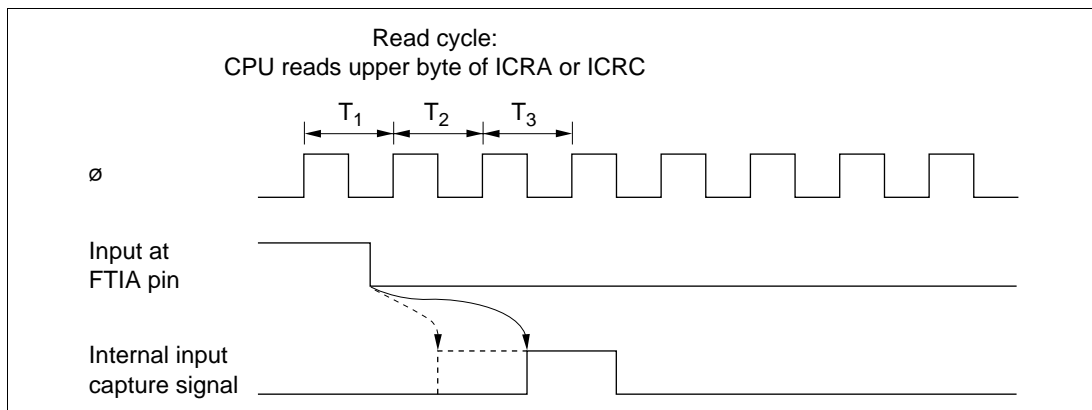 Read cycle:
CPU reads upper byte of ICRA or ICRC
T1 T2 T3
ø
Input at
FTIA pin
Internal input
capture signal